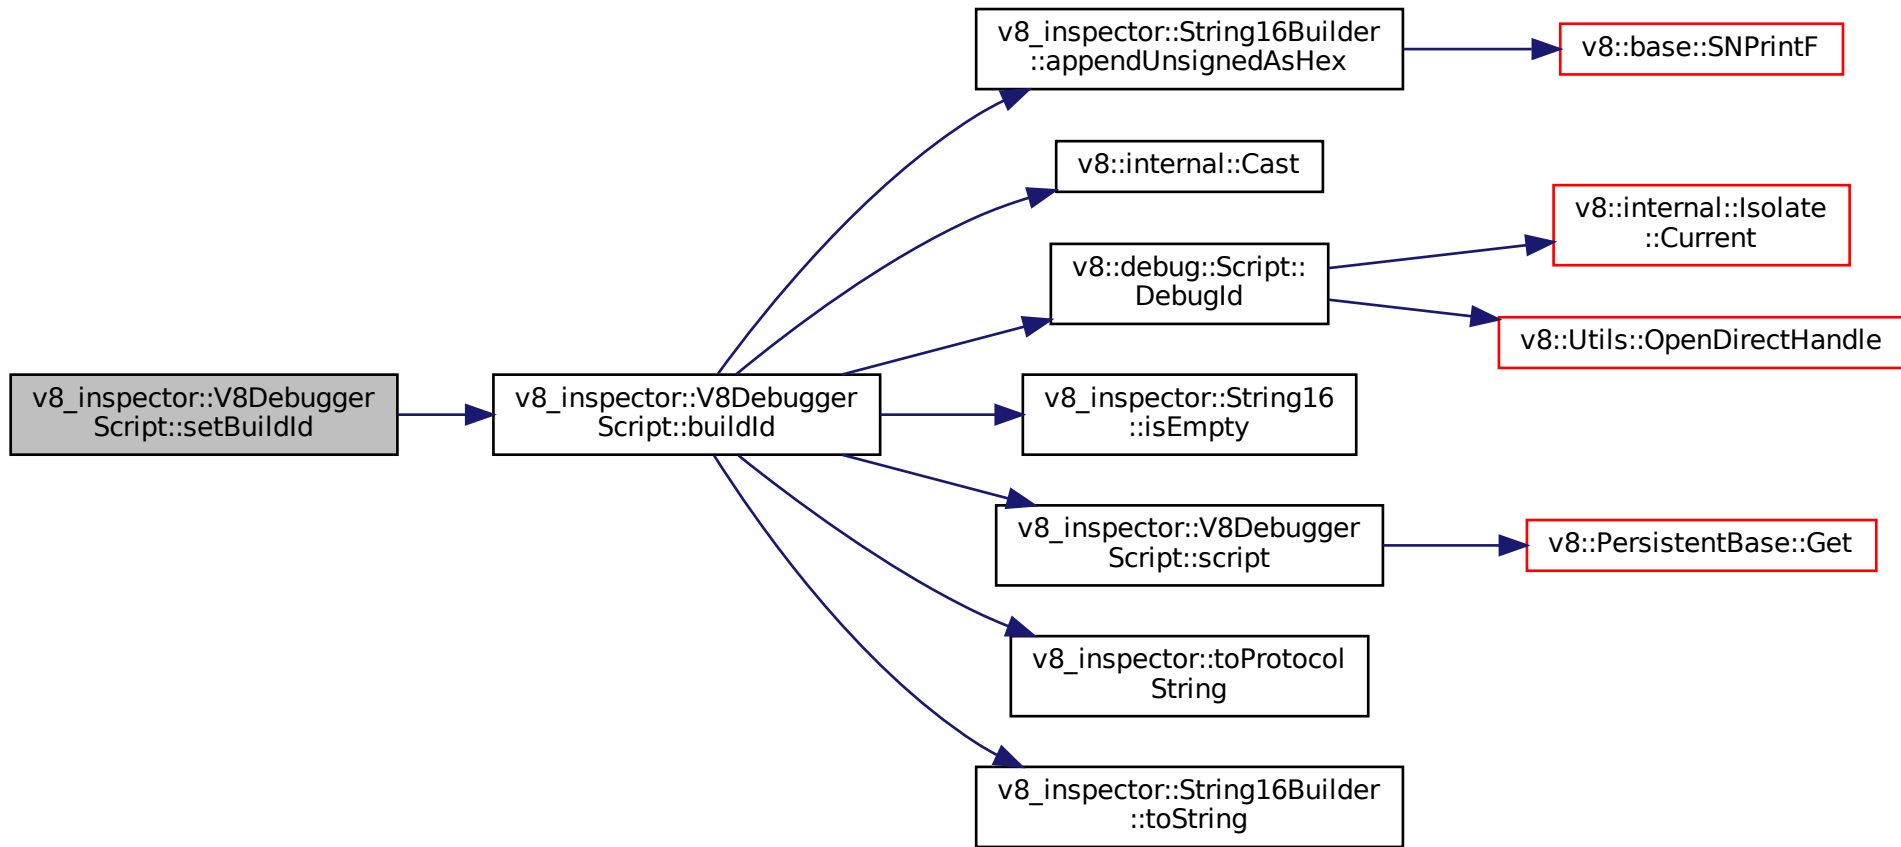 v8_inspector::V8Debugger
Script::setBuildId
v8_inspector::V8Debugger
Script::buildId
v8_inspector::String16Builder
::appendUnsignedAsHex
v8::base::SNPrintF
v8::internal::Cast
v8::debug::Script::
DebugId
v8::internal::Isolate
::Current
v8::Utils::OpenDirectHandle
v8_inspector::String16
::isEmpty
v8_inspector::V8Debugger
Script::script
v8::PersistentBase::Get
v8_inspector::toProtocol
String
v8_inspector::String16Builder
::toString